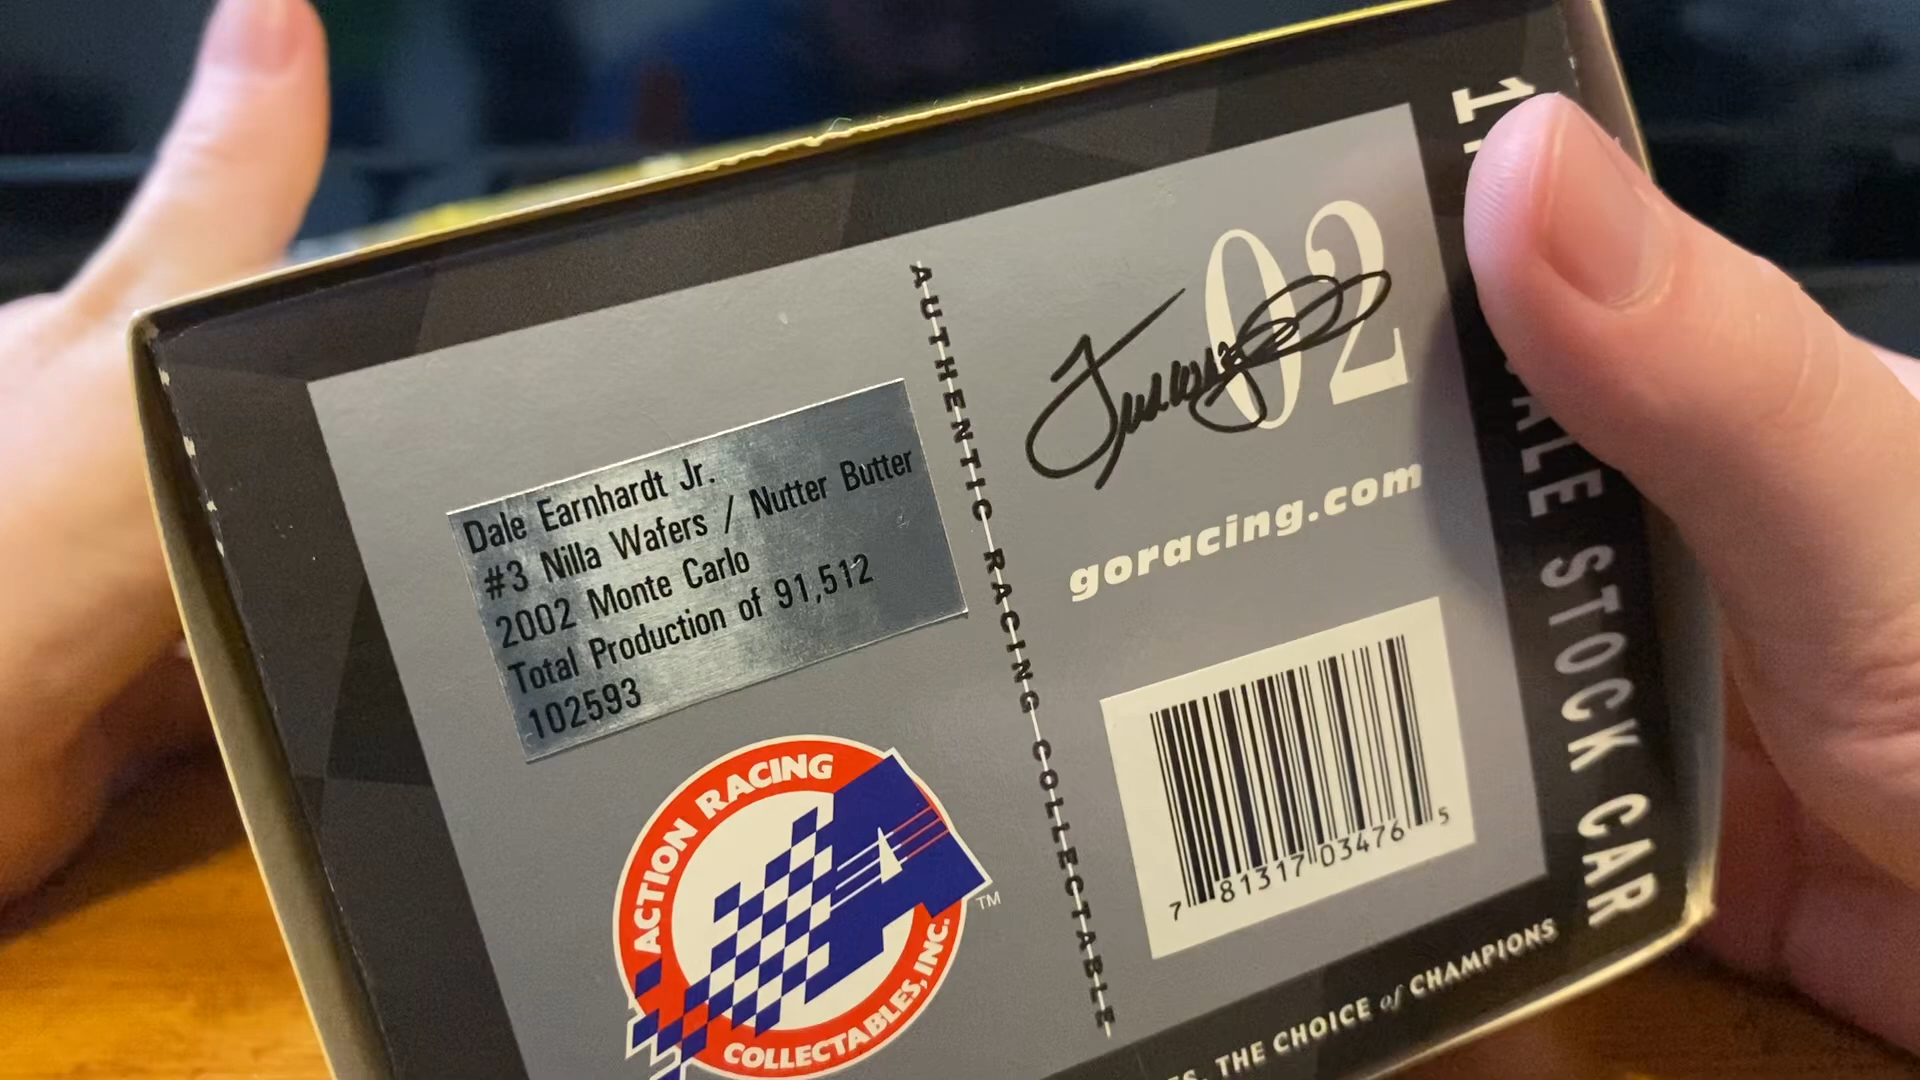 Dale Earnhardt Jr.
#3 Nilla Wafers / Nutter Butter
2002 Monte Carlo
Total Production of 91,512
102593
ACTION RACING
COLLECTABLES, INC.
TM
AUTHENTIC RACING COLLECTABLE
02
goracing.com
7 81317 03476 5
STOCK CAR
THE CHOICE of CHAMPIONS